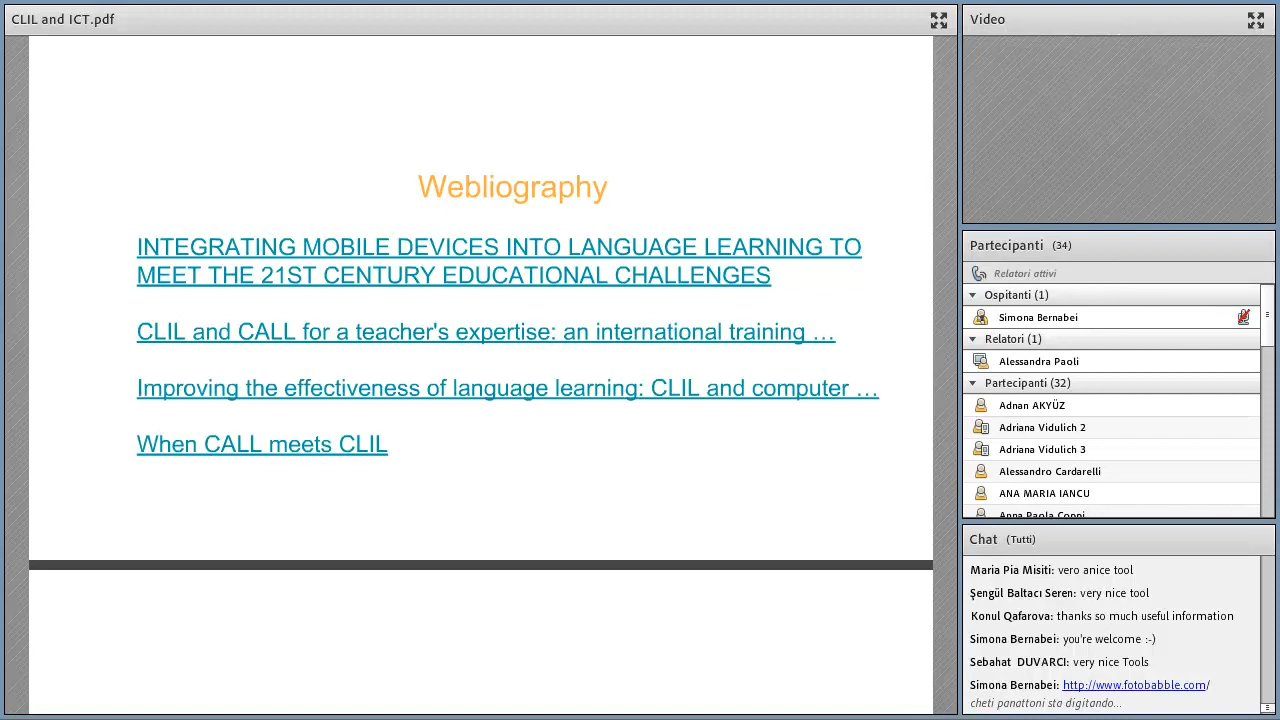 CLIL and ICT.pdf
Webliography
INTEGRATING MOBILE DEVICES INTO LANGUAGE LEARNING TO
MEET THE 21ST CENTURY EDUCATIONAL CHALLENGES
CLIL and CALL for a teacher's expertise: an international training …
Improving the effectiveness of language learning: CLIL and computer …
When CALL meets CLIL
Video
Partecipanti (34)
Relatori attivi
Ospitanti (1)
Simona Bernabei
Relatori (1)
Alessandra Paoli
Partecipanti (32)
Adnan AKYÜZ
Adriana Vidulich 2
Adriana Vidulich 3
Alessandro Cardarelli
ANA MARIA IANCU
Anna Paola Coppi
Chat (Tutti)
Maria Pia Misiti: vero anice tool
Şengül Baltacı Seren: very nice tool
Konul Qafarova: thanks so much useful information
Simona Bernabei: you're welcome :-)
Sebahat DUVARCI: very nice Tools
Simona Bernabei: http://www.fotobabble.com/
cheti panattoni sta digitando...